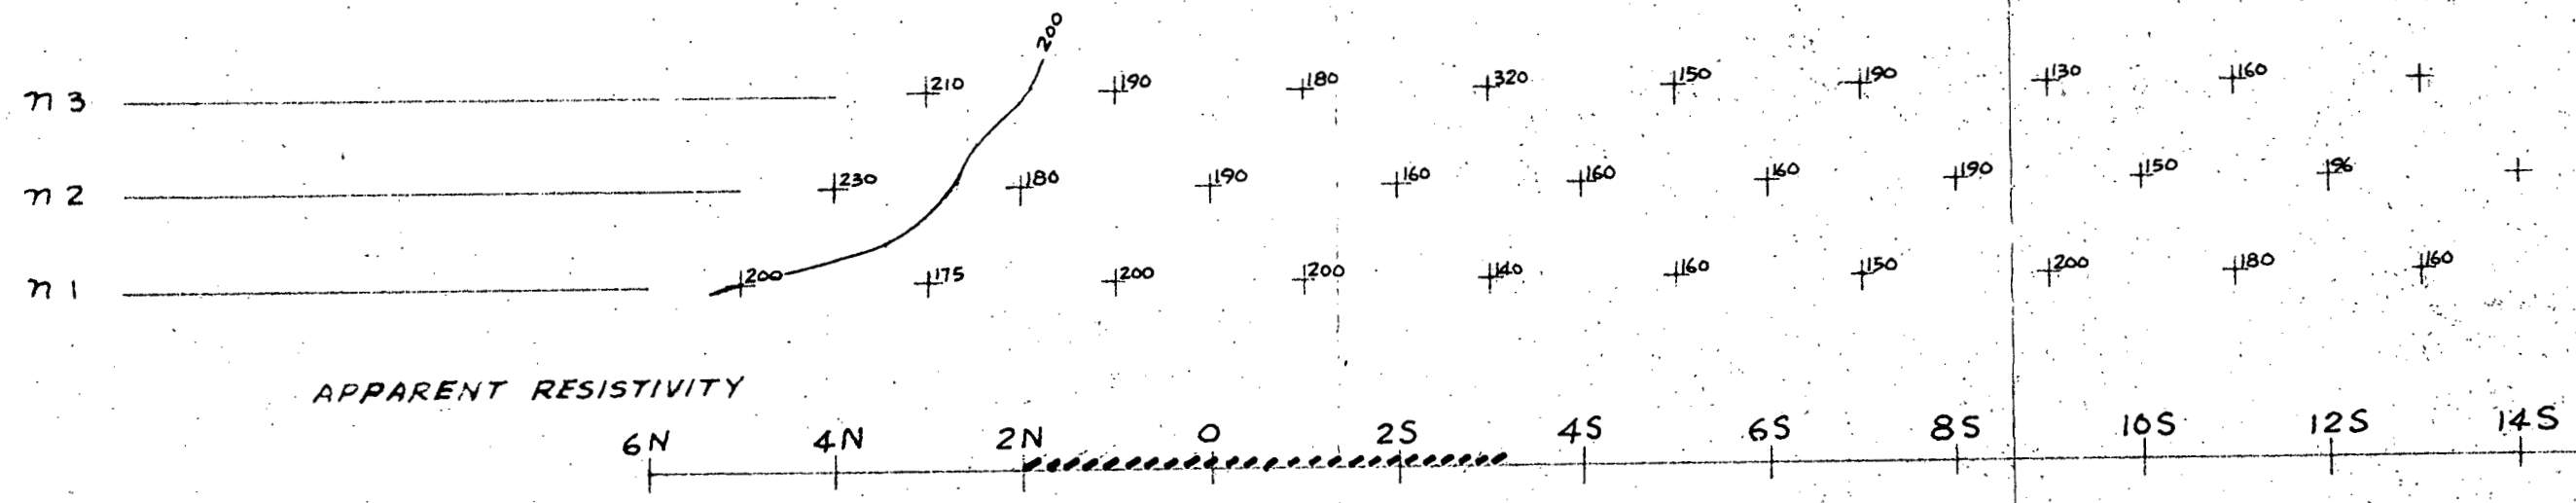 200
n 3 210 190 180 320 150 190 130 160
n 2 230 180 190 160 160 160 190 150 96
n 1 200 175 200 200 140 160 150 200 180 160
APPARENT RESISTIVITY
6N 4N 2N 0 2S 4S 6S 8S 10S 12S 14S